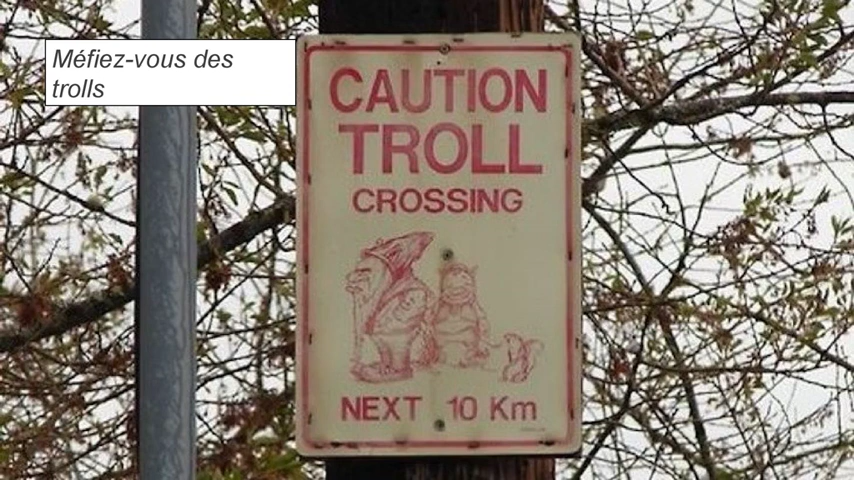 Méfiez-vous des
trolls
CAUTION
TROLL
CROSSING
NEXT 10 Km